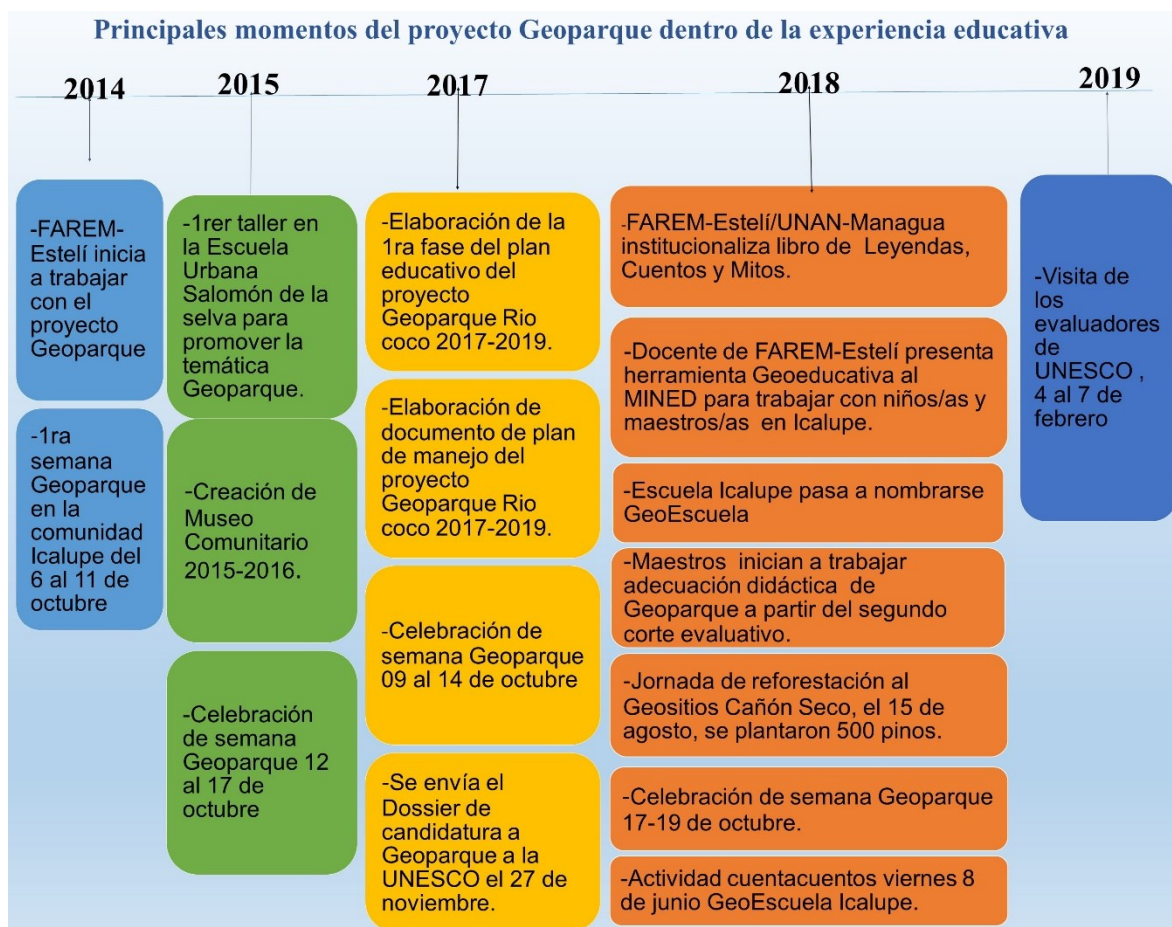 Principales momentos del proyecto Geoparque dentro de la experiencia educativa
2014
2015
2017
2018
2019
-FAREM-
Estelí inicia
a trabajar
con el
proyecto
Geoparque
-1ra
semana
Geoparque
en la
comunidad
Icalupe del
6 al 11 de
octubre
-1rer taller en
la Escuela
Urbana
Salomón de la
selva para
promover la
temática
Geoparque.
-Creación de
Museo
Comunitario
2015-2016.
-Celebración
de semana
Geoparque 12
al 17 de
octubre
-Elaboración de la
1ra fase del plan
educativo del
proyecto
Geoparque Rio
coco 2017-2019.
-Elaboración de
documento de plan
de manejo del
proyecto
Geoparque Rio
coco 2017-2019.
-Celebración de
semana Geoparque
09 al 14 de octubre
-Se envía el
Dossier de
candidatura a
Geoparque a la
UNESCO el 27 de
noviembre.
-FAREM-Estelí/UNAN-Managua
institucionaliza libro de Leyendas,
Cuentos y Mitos.
-Docente de FAREM-Estelí presenta
herramienta Geoeducativa al
MINED para trabajar con niños/as y
maestros/as en Icalupe.
-Escuela Icalupe pasa a nombrarse
GeoEscuela
-Maestros inician a trabajar
adecuación didáctica de
Geoparque a partir del segundo
corte evaluativo.
-Jornada de reforestación al
Geositios Cañón Seco, el 15 de
agosto, se plantaron 500 pinos.
-Celebración de semana Geoparque
17-19 de octubre.
-Actividad cuentacuentos viernes 8
de junio GeoEscuela Icalupe.
-Visita de
los
evaluadores
de
UNESCO ,
4 al 7 de
febrero